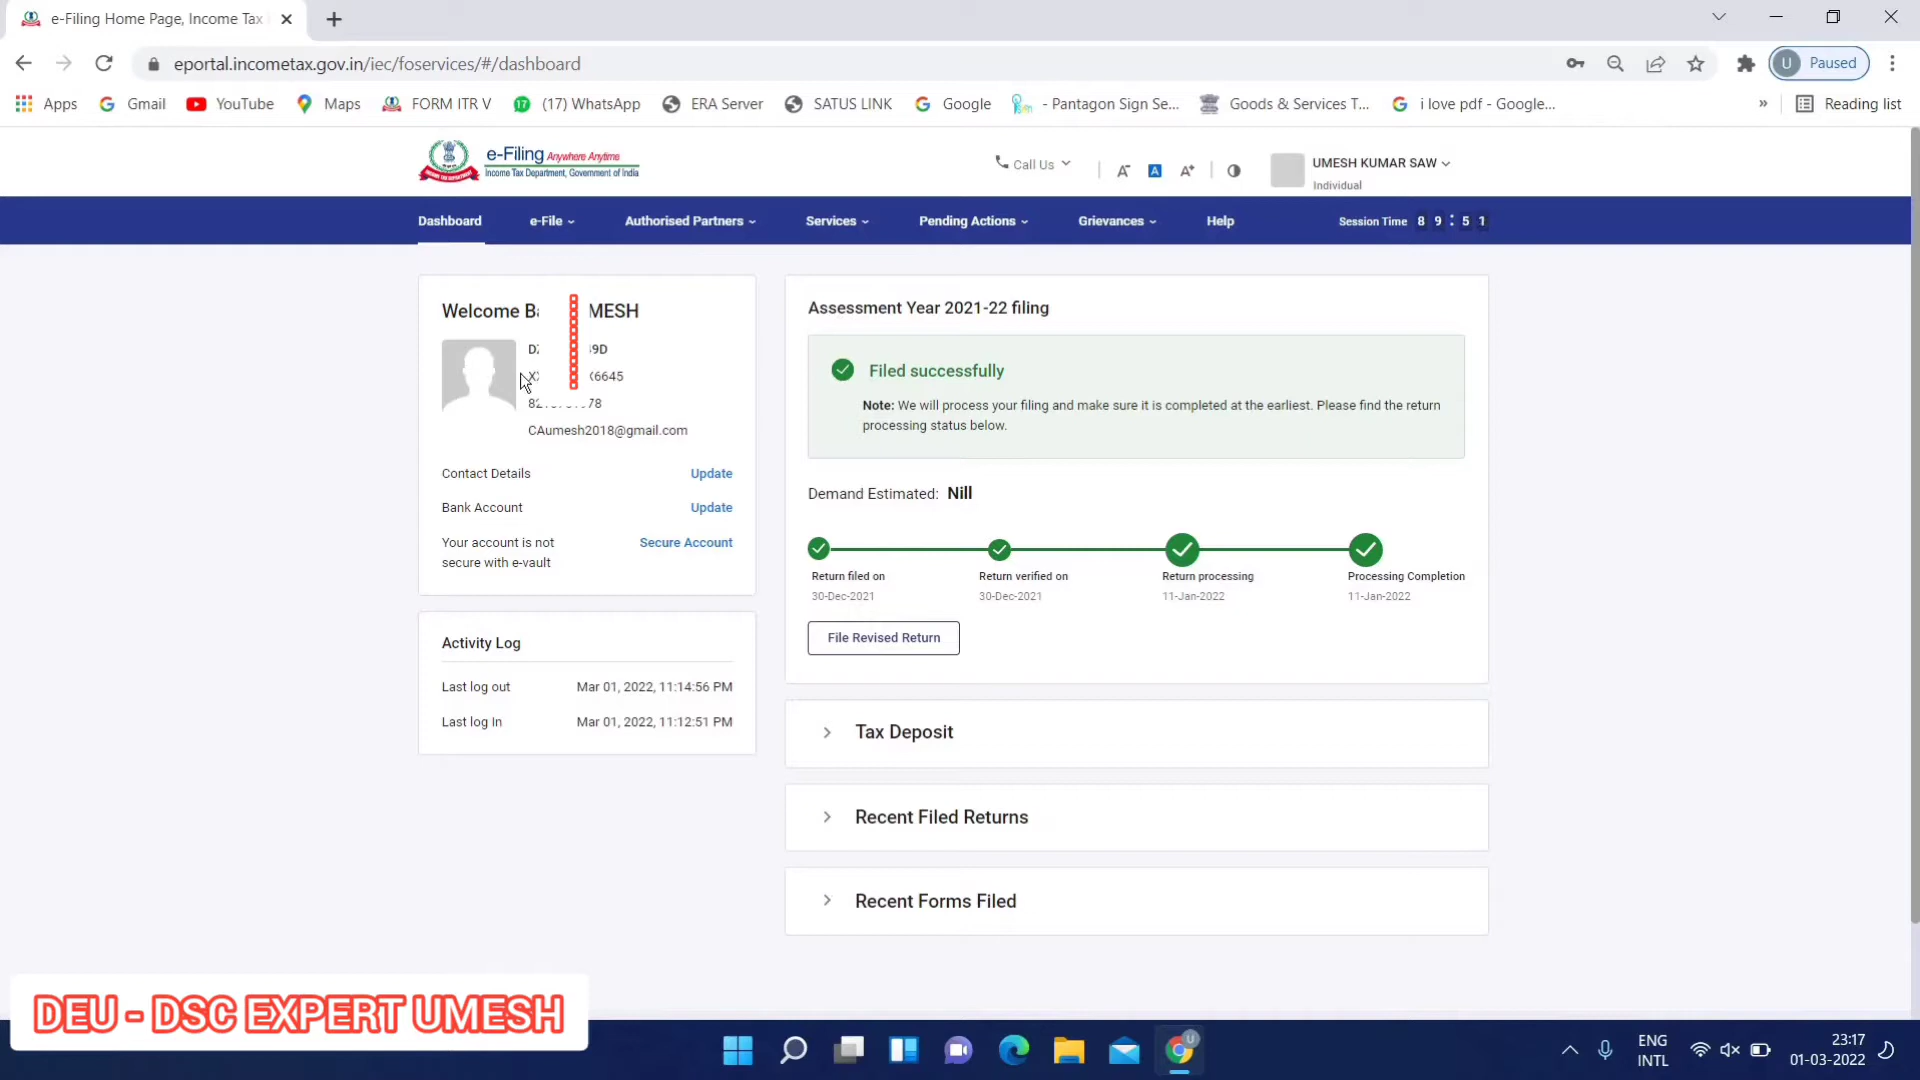 e-Filing Home Page, Income Tax
eportal.incometax.gov.in/iec/foservices/#/dashboard
U Paused
Apps Gmail YouTube Maps FORM ITR V (17) WhatsApp ERA Server SATUS LINK Google - Pantagon Sign Se... Goods & Services T... i love pdf - Google... » Reading list
e-Filing Anywhere Anytime
Income Tax Department, Government of India
Call Us
A- A A+
UMESH KUMAR SAW
Individual
Dashboard e-File Authorised Partners Services Pending Actions Grievances Help Session Time 8 9 : 5 1
Welcome Ba MESH
9D
6645
78
CAumesh2018@gmail.com
Contact Details Update
Bank Account Update
Your account is not
secure with e-vault
Secure Account
Activity Log
Last log out Mar 01, 2022, 11:14:56 PM
Last log In Mar 01, 2022, 11:12:51 PM
Assessment Year 2021-22 filing
Filed successfully
Note: We will process your filing and make sure it is completed at the earliest. Please find the return
processing status below.
Demand Estimated: Nill
Return filed on Return verified on Return processing Processing Completion
30-Dec-2021 30-Dec-2021 11-Jan-2022 11-Jan-2022
File Revised Return
Tax Deposit
Recent Filed Returns
Recent Forms Filed
DEU - DSC EXPERT UMESH
ENG
INTL
23:17
01-03-2022